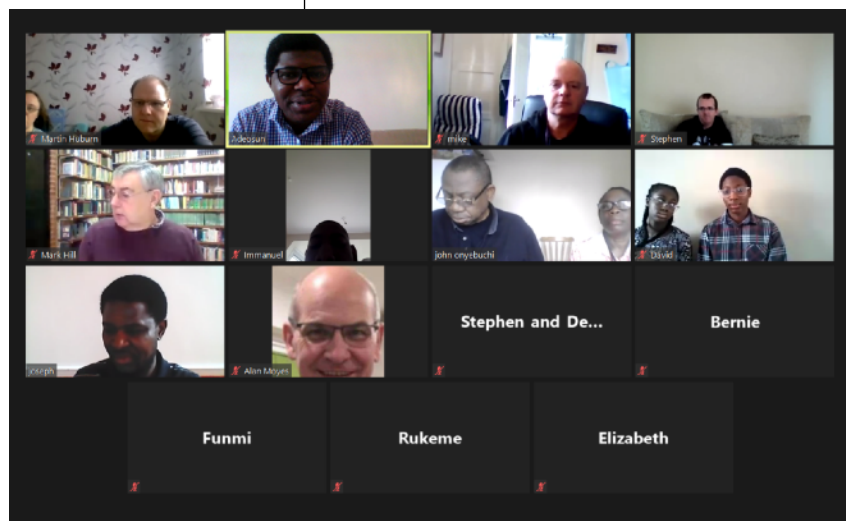 Martin Huburn
Adeosun
mike
Stephen
Mark Hill
Immanuel
john onyebuchi
David
joseph
Alan Moyes
Stephen and De...
Bernie
Funmi
Rukeme
Elizabeth